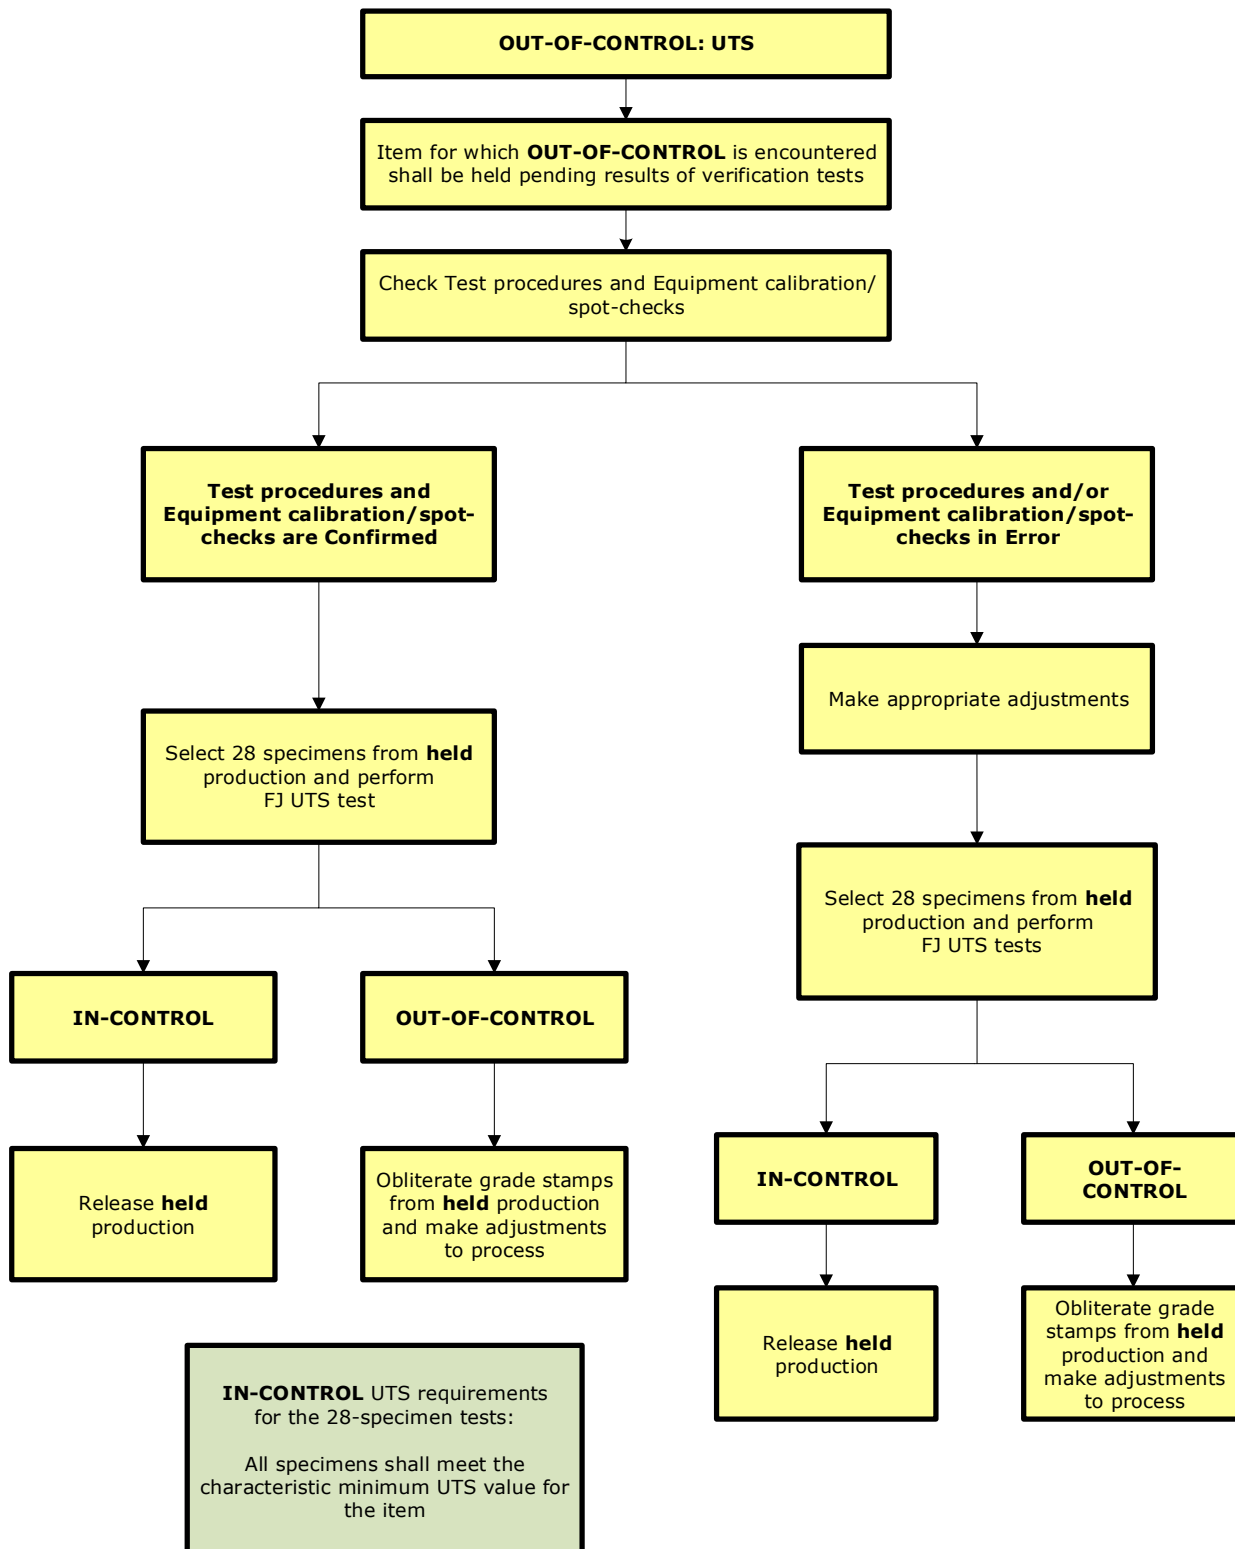 OUT-OF-CONTROL: UTS
Item for which OUT-OF-CONTROL is encountered
shall be held pending results of verification tests
Check Test procedures and Equipment calibration/
spot-checks
Test procedures and
Equipment calibration/spot-
checks are Confirmed
Test procedures and/or
Equipment calibration/spot-
checks in Error
Make appropriate adjustments
Select 28 specimens from held
production and perform
FJ UTS test
Select 28 specimens from held
production and perform
FJ UTS tests
IN-CONTROL
OUT-OF-CONTROL
IN-CONTROL
OUT-OF-
CONTROL
Release held
production
Obliterate grade stamps
from held production
and make adjustments
to process
Release held
production
Obliterate grade
stamps from held
production and
make adjustments
to process
IN-CONTROL UTS requirements
for the 28-specimen tests:
All specimens shall meet the
characteristic minimum UTS value for
the item